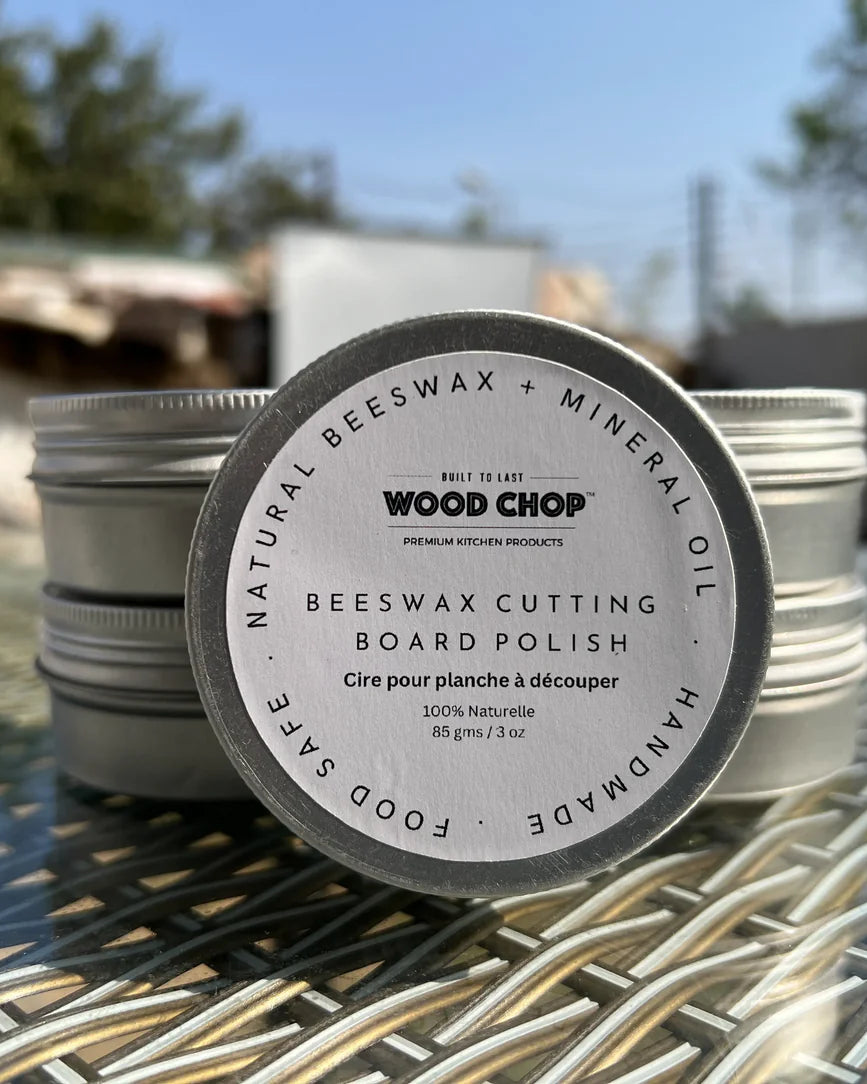 NATURAL BEESWAX + MINERAL OIL · HANDMADE · FOOD SAFE ·
BUILT TO LAST
WOOD CHOP™
PREMIUM KITCHEN PRODUCTS
BEESWAX CUTTING
BOARD POLISH
Cire pour planche à découper
100% Naturelle
85 gms / 3 oz